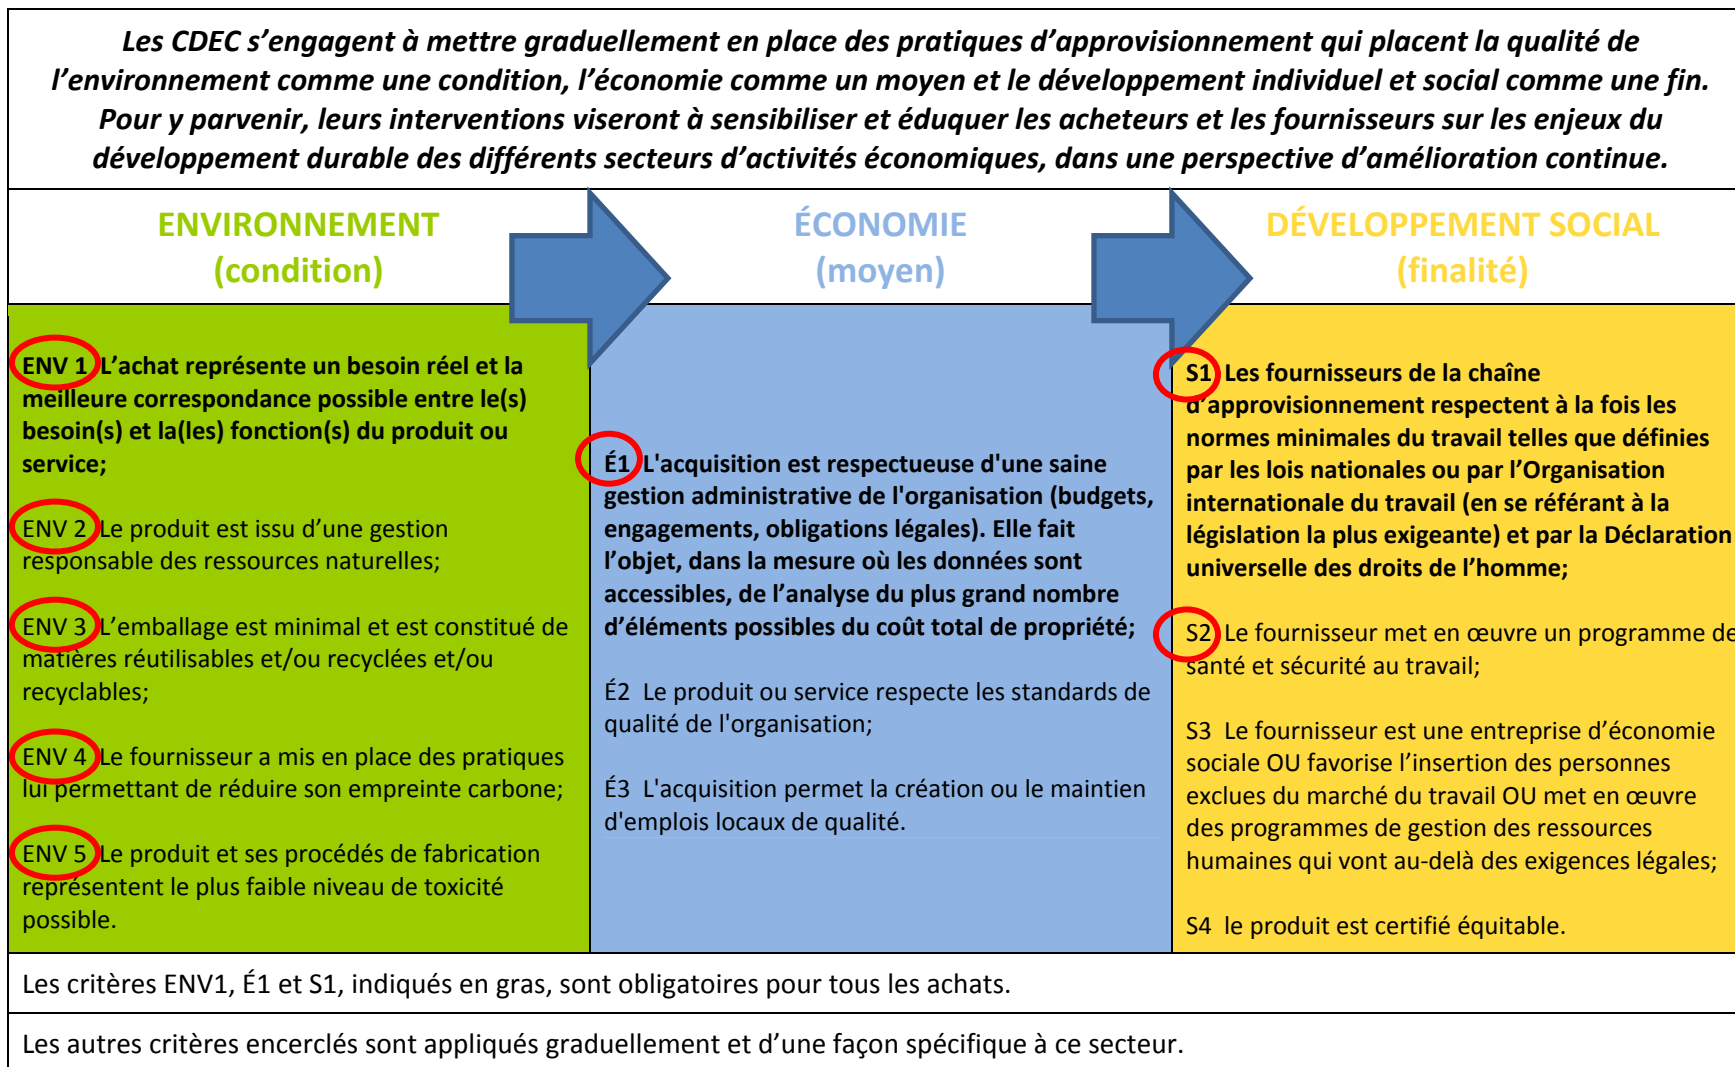 Les CDEC s’engagent à mettre graduellement en place des pratiques d’approvisionnement qui placent la qualité de
l’environnement comme une condition, l’économie comme un moyen et le développement individuel et social comme une fin.
Pour y parvenir, leurs interventions viseront à sensibiliser et éduquer les acheteurs et les fournisseurs sur les enjeux du
développement durable des différents secteurs d’activités économiques, dans une perspective d’amélioration continue.
ENVIRONNEMENT
(condition)
ÉCONOMIE
(moyen)
DÉVELOPPEMENT SOCIAL
(finalité)
ENV 1 L’achat représente un besoin réel et la
meilleure correspondance possible entre le(s)
besoin(s) et la(les) fonction(s) du produit ou
service;
ENV 2 Le produit est issu d’une gestion
responsable des ressources naturelles;
ENV 3 L’emballage est minimal et est constitué de
matières réutilisables et/ou recyclées et/ou
recyclables;
ENV 4 Le fournisseur a mis en place des pratiques
lui permettant de réduire son empreinte carbone;
ENV 5 Le produit et ses procédés de fabrication
représentent le plus faible niveau de toxicité
possible.
É1 L'acquisition est respectueuse d'une saine
gestion administrative de l'organisation (budgets,
engagements, obligations légales). Elle fait
l’objet, dans la mesure où les données sont
accessibles, de l’analyse du plus grand nombre
d’éléments possibles du coût total de propriété;
É2 Le produit ou service respecte les standards de
qualité de l'organisation;
É3 L'acquisition permet la création ou le maintien
d'emplois locaux de qualité.
S1 Les fournisseurs de la chaîne
d’approvisionnement respectent à la fois les
normes minimales du travail telles que définies
par les lois nationales ou par l’Organisation
internationale du travail (en se référant à la
législation la plus exigeante) et par la Déclaration
universelle des droits de l’homme;
S2 Le fournisseur met en œuvre un programme de
santé et sécurité au travail;
S3 Le fournisseur est une entreprise d’économie
sociale OU favorise l’insertion des personnes
exclues du marché du travail OU met en œuvre
des programmes de gestion des ressources
humaines qui vont au-delà des exigences légales;
S4 le produit est certifié équitable.
Les critères ENV1, É1 et S1, indiqués en gras, sont obligatoires pour tous les achats.
Les autres critères encerclés sont appliqués graduellement et d’une façon spécifique à ce secteur.